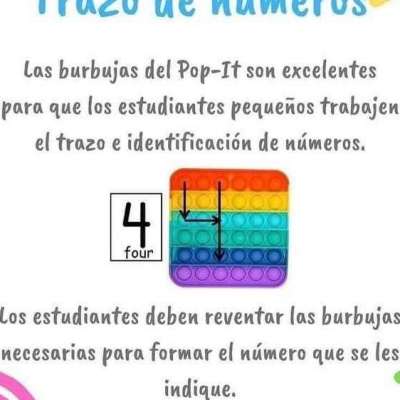 Trazo de números
Las burbujas del Pop-It son excelentes
para que los estudiantes pequeños trabajen
el trazo e identificación de números.
4
four
Los estudiantes deben reventar las burbujas
necesarias para formar el número que se les
indique.